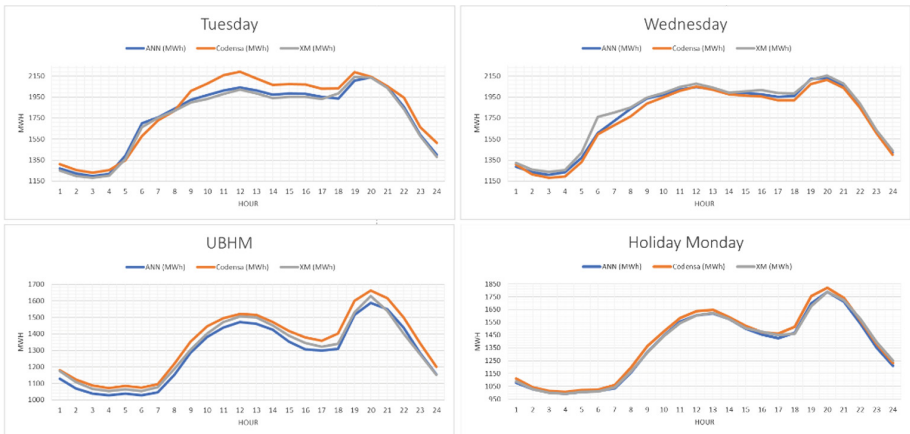 Tuesday
ANN (MWh) Codensa (MWh) XM (MWh)
2150
1950
1750
1550
1350
1150
MWH
1 2 3 4 5 6 7 8 9 10 11 12 13 14 15 16 17 18 19 20 21 22 23 24
HOUR
Wednesday
ANN (MWh) Codensa (MWh) XM (MWh)
2150
1950
1750
1550
1350
1150
MWH
1 2 3 4 5 6 7 8 9 10 11 12 13 14 15 16 17 18 19 20 21 22 23 24
HOUR
UBHM
ANN (MWh) Codensa (MWh) XM (MWh)
1700
1600
1500
1400
1300
1200
1100
1000
MWH
1 2 3 4 5 6 7 8 9 10 11 12 13 14 15 16 17 18 19 20 21 22 23 24
HOUR
Holiday Monday
ANN (MWh) Codensa (MWh) XM (MWh)
1850
1750
1650
1550
1450
1350
1250
1150
1050
950
MWH
1 2 3 4 5 6 7 8 9 10 11 12 13 14 15 16 17 18 19 20 21 22 23 24
HOUR